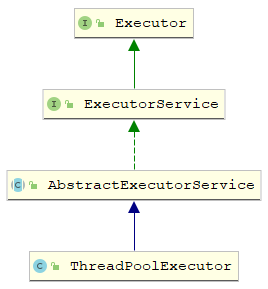 I Executor
I ExecutorService
C AbstractExecutorService
C ThreadPoolExecutor